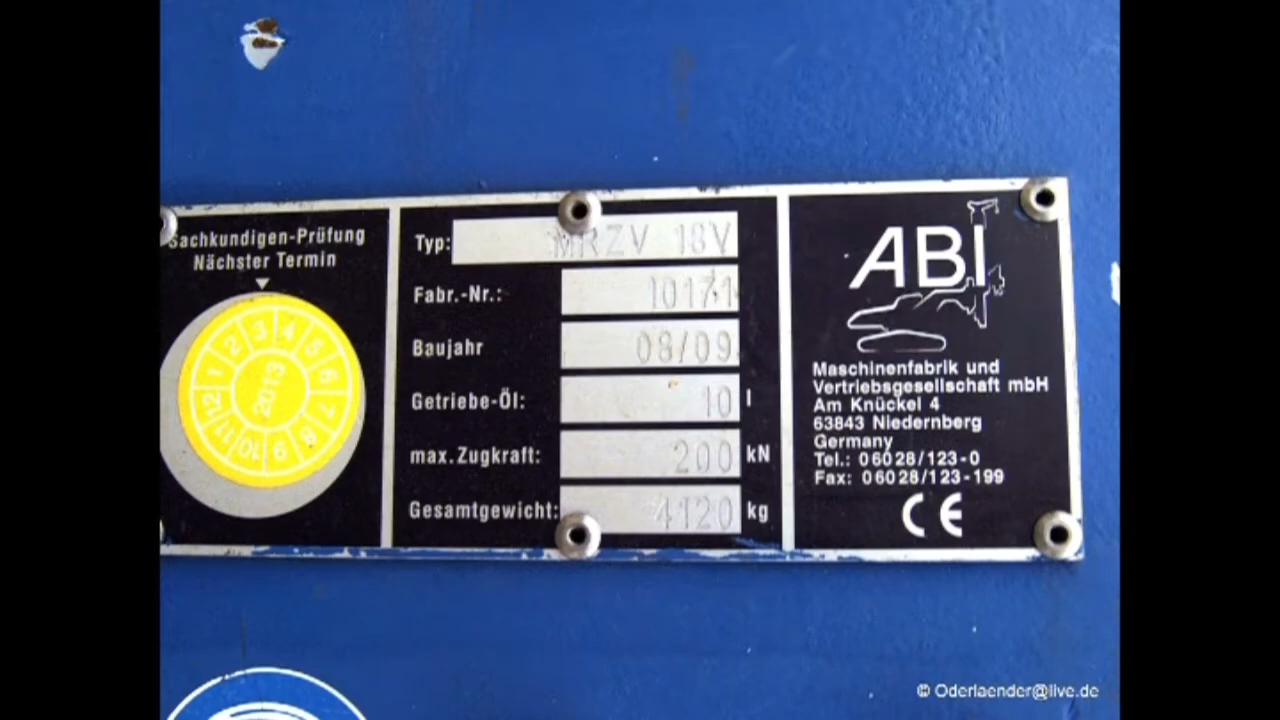 Sachkundigen-Prüfung
Nächster Termin
1 2 3 4 5 6 7 8 9 10 11 12
2013
Typ: MRZV 18V
Fabr.-Nr.: 10171
Baujahr 08/09
Getriebe-Öl: 10 l
max.Zugkraft: 200 kN
Gesamtgewicht: 4120 kg
ABI
Maschinenfabrik und
Vertriebsgesellschaft mbH
Am Knückel 4
63843 Niedernberg
Germany
Tel.: 06028/123-0
Fax: 06028/123-199
CE
© Oderlaender@live.de